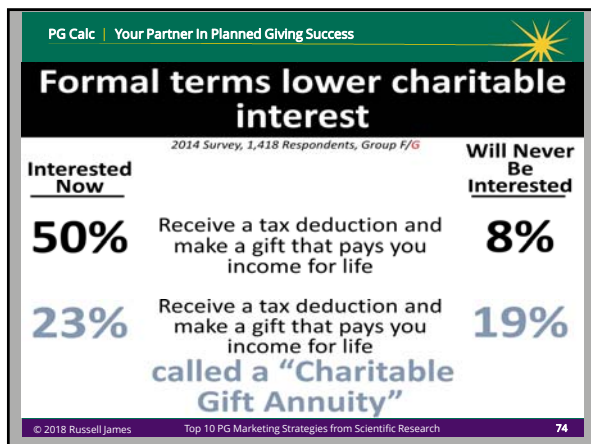 PG Calc | Your Partner In Planned Giving Success
Formal terms lower charitable
interest
2014 Survey, 1,418 Respondents, Group F/G
Interested
Now
Will Never
Be
Interested
50%
Receive a tax deduction and
make a gift that pays you
income for life
8%
23%
Receive a tax deduction and
make a gift that pays you
income for life
called a “Charitable
Gift Annuity”
19%
© 2018 Russell James
Top 10 PG Marketing Strategies from Scientific Research
74